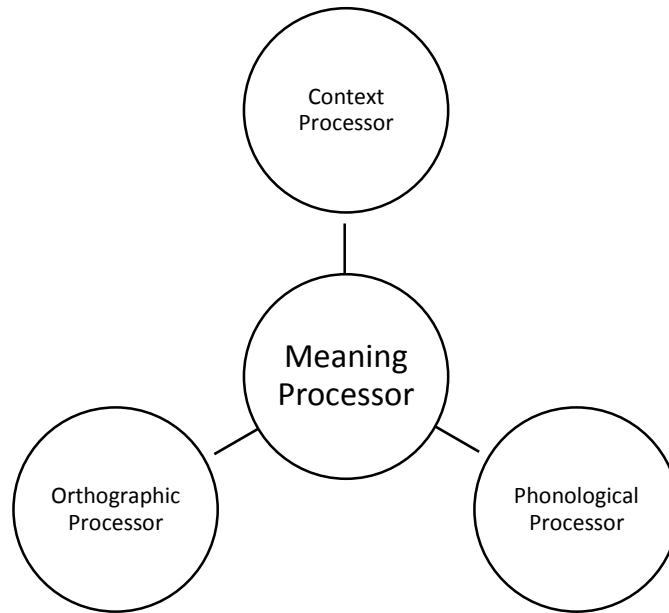 Context
Processor
Meaning
Processor
Orthographic
Processor
Phonological
Processor